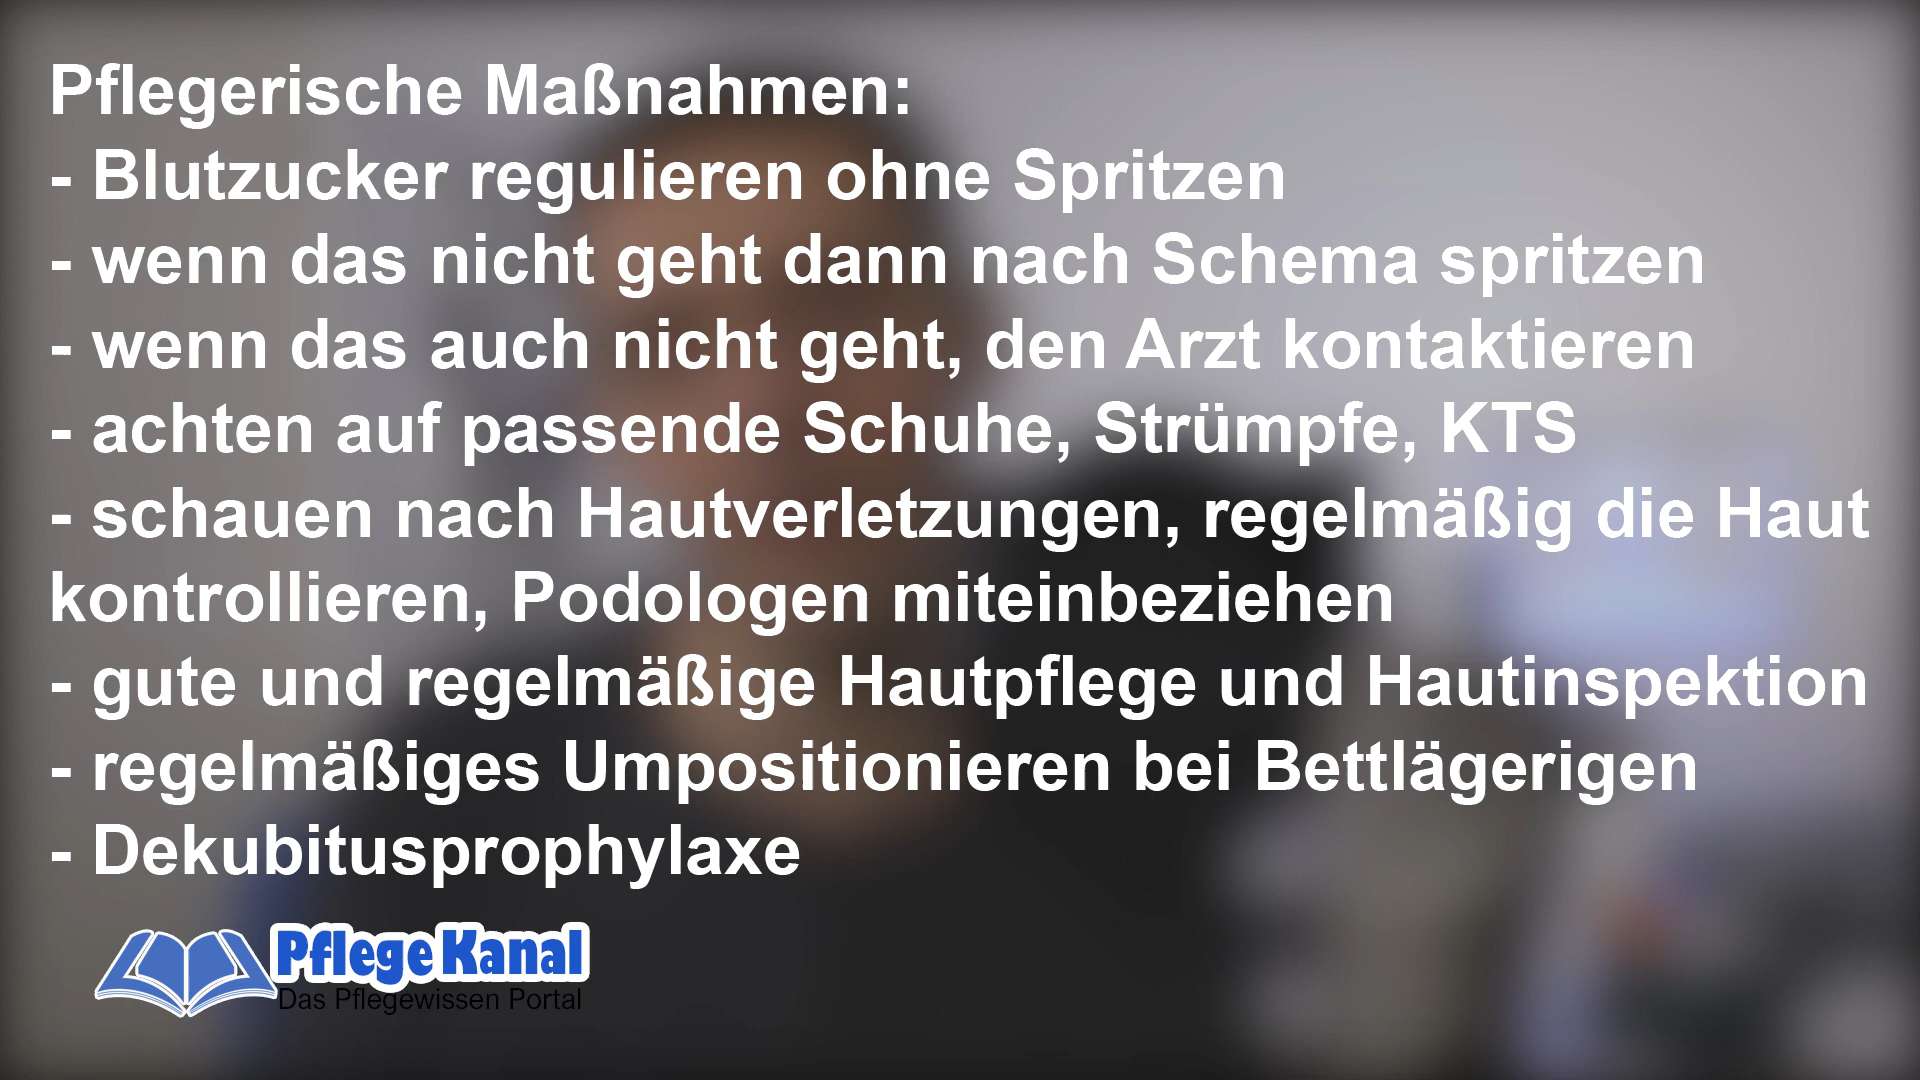 Pflegerische Maßnahmen:
- Blutzucker regulieren ohne Spritzen
- wenn das nicht geht dann nach Schema spritzen
- wenn das auch nicht geht, den Arzt kontaktieren
- achten auf passende Schuhe, Strümpfe, KTS
- schauen nach Hautverletzungen, regelmäßig die Haut
kontrollieren, Podologen miteinbeziehen
- gute und regelmäßige Hautpflege und Hautinspektion
- regelmäßiges Umpositionieren bei Bettlägerigen
- Dekubitusprophylaxe
PflegeKanal
Das Pflegewissen Portal